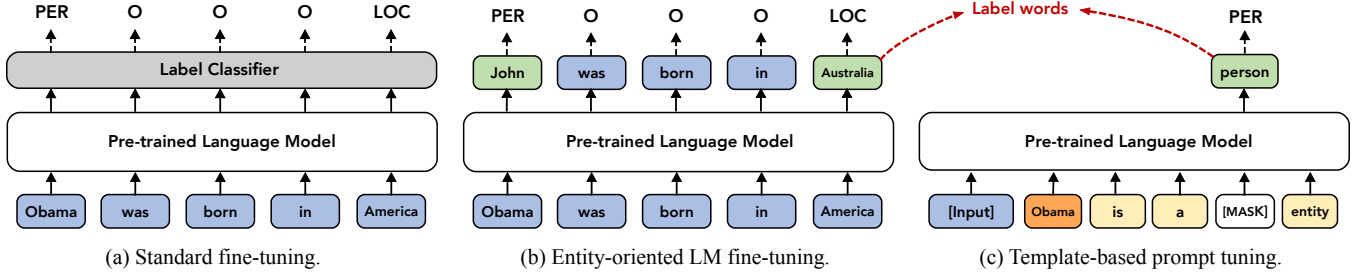 PER O O O LOC
Label Classifier
Pre-trained Language Model
Obama was born in America
(a) Standard fine-tuning.
PER O O O LOC
John was born in Australia
Pre-trained Language Model
Obama was born in America
(b) Entity-oriented LM fine-tuning.
Label words
PER
person
Pre-trained Language Model
[Input] Obama is a [MASK] entity
(c) Template-based prompt tuning.